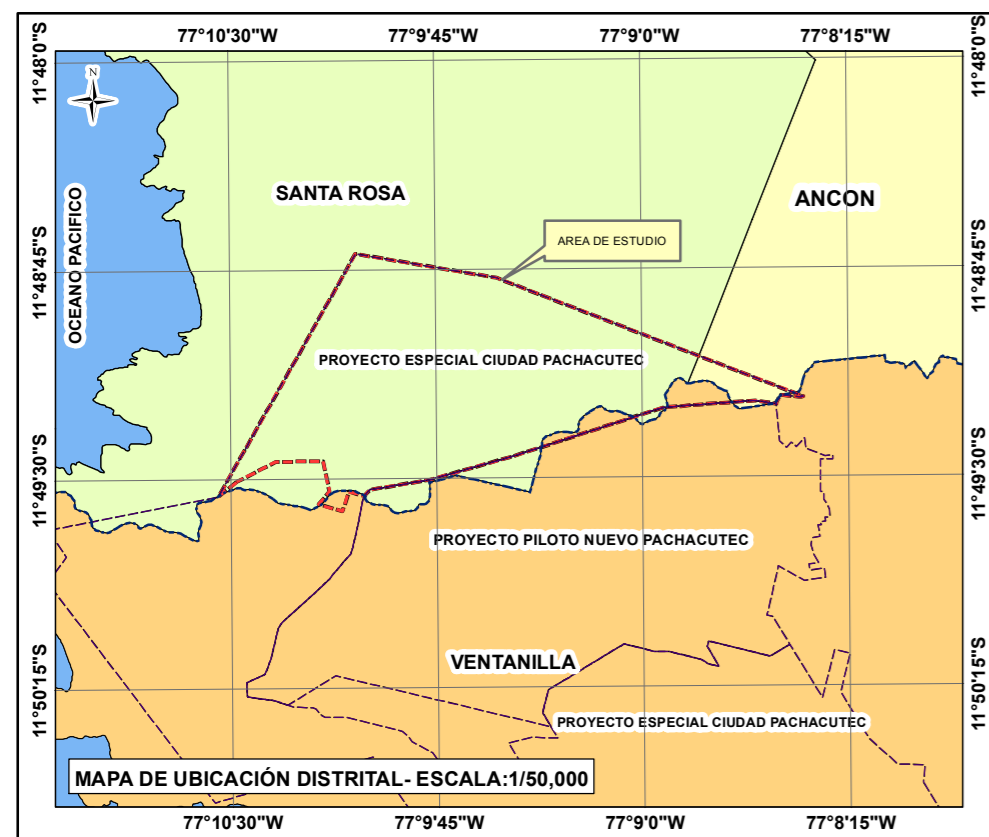 77°10'30"W 77°9'45"W 77°9'0"W 77°8'15"W
11°48'0"S
11°48'0"S
N
SANTA ROSA
ANCON
OCEANO PACIFICO
AREA DE ESTUDIO
11°48'45"S
11°48'45"S
PROYECTO ESPECIAL CIUDAD PACHACUTEC
11°49'30"S
11°49'30"S
PROYECTO PILOTO NUEVO PACHACUTEC
VENTANILLA
11°50'15"S
11°50'15"S
PROYECTO ESPECIAL CIUDAD PACHACUTEC
MAPA DE UBICACIÓN DISTRITAL- ESCALA:1/50,000
77°10'30"W 77°9'45"W 77°9'0"W 77°8'15"W